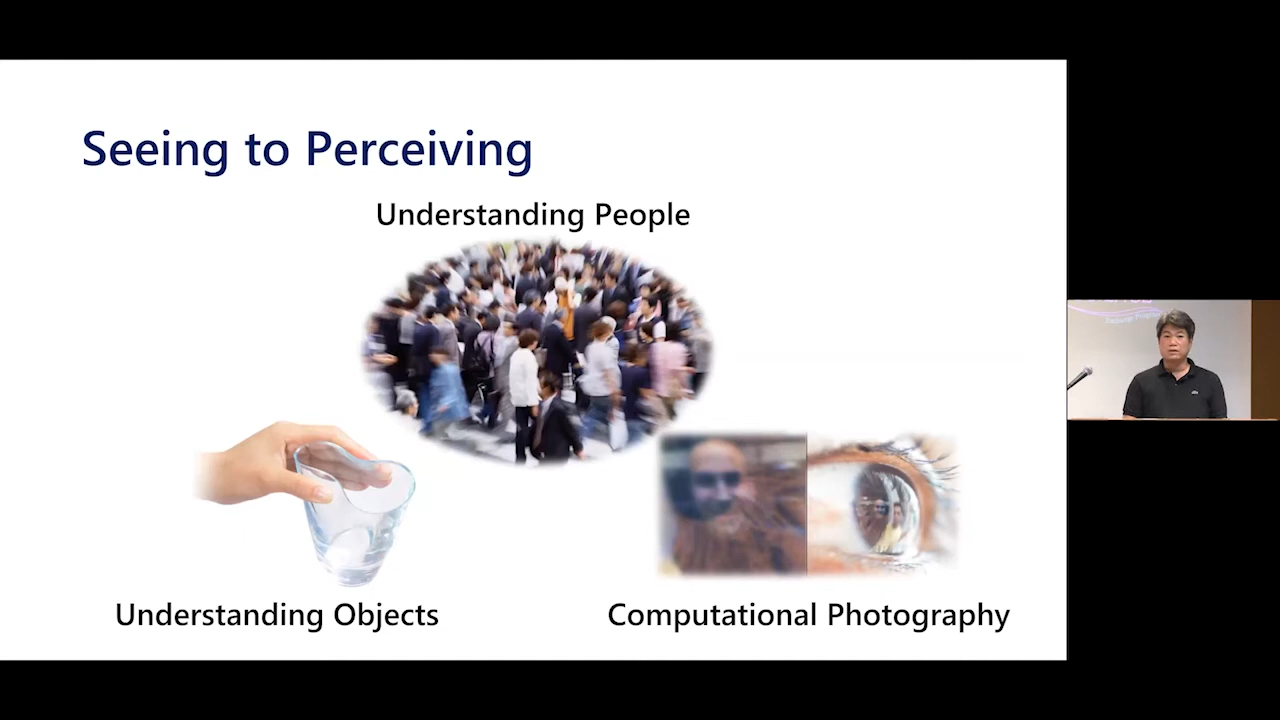 Seeing to Perceiving
Understanding People
Understanding Objects
Computational Photography